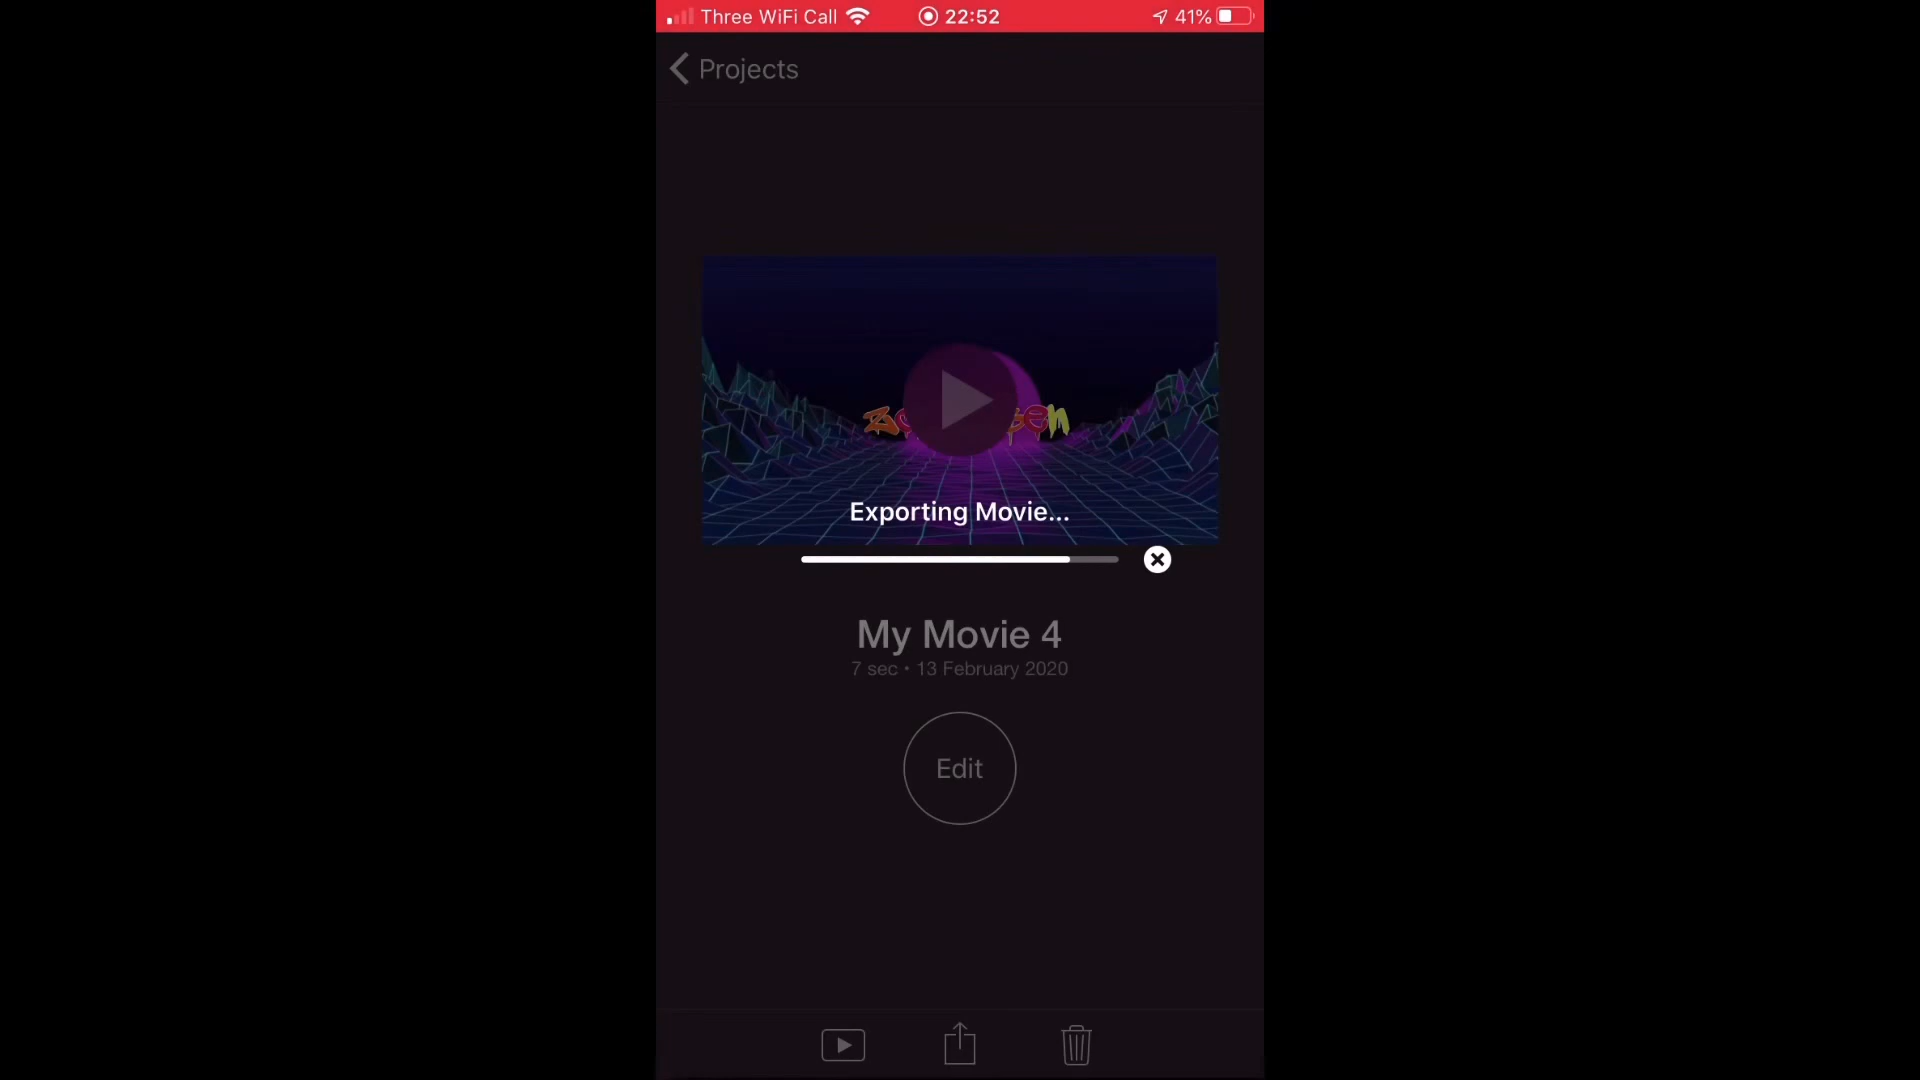 Three WiFi Call 22:52 41%
Projects
Exporting Movie...
My Movie 4
7 sec • 13 February 2020
Edit